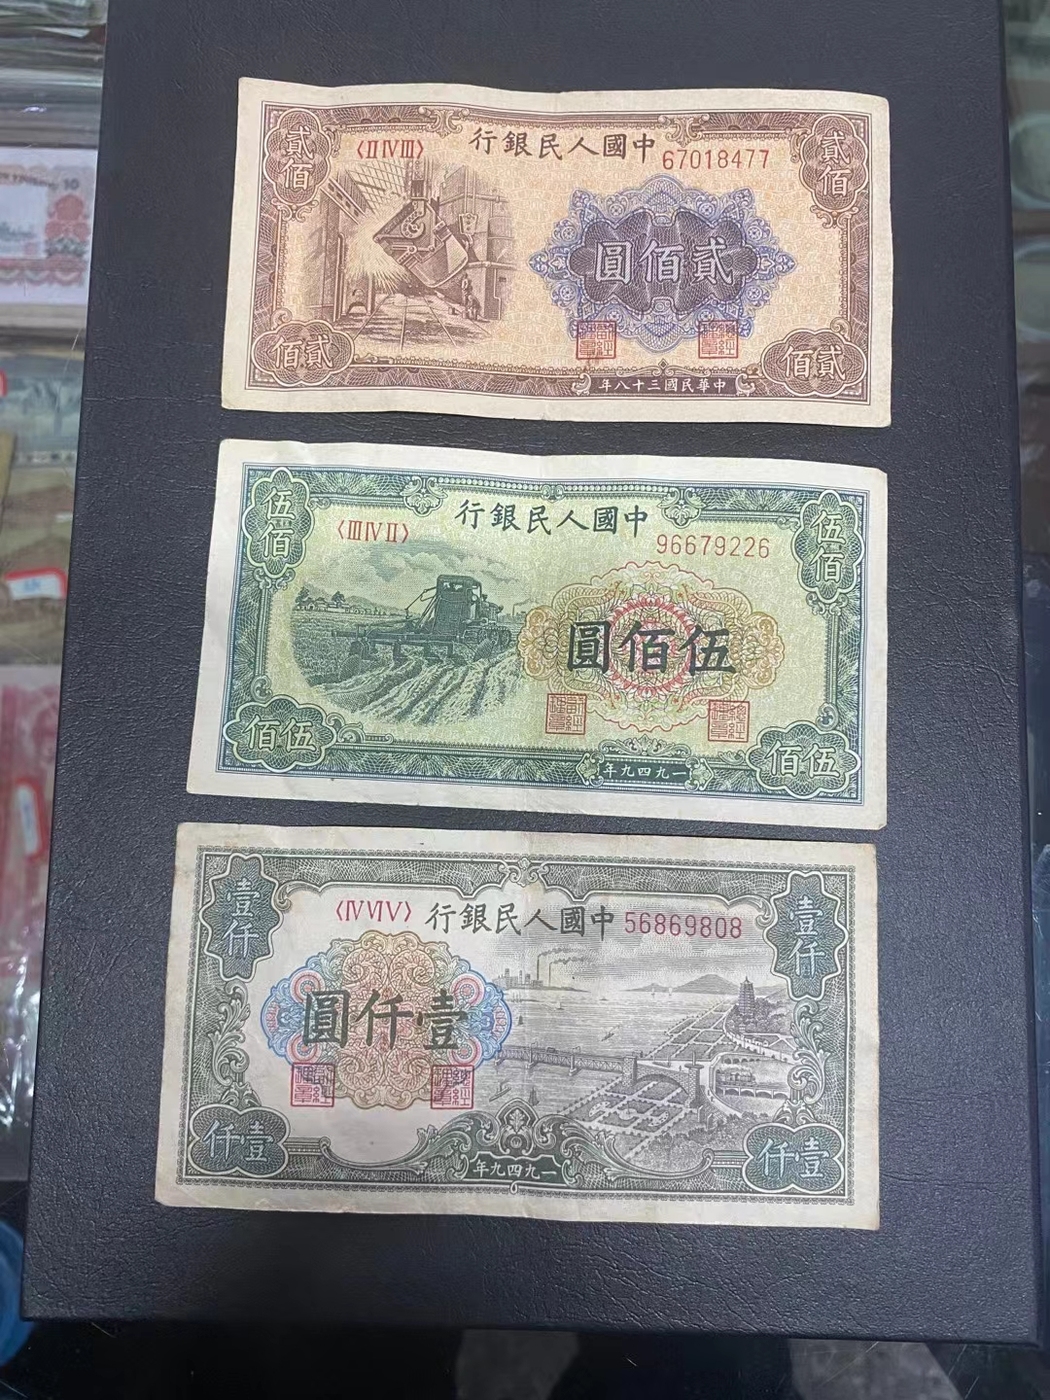 〈II IV III〉
行銀民人國中
67018477
貳佰
貳佰
圓佰貳
佰貳
佰貳
年八十三國民華中
行銀民人國中
〈III IV II〉
96679226
伍佰
伍佰
圓佰伍
佰伍
佰伍
年九四九一
〈IV VI V〉
行銀民人國中
56869808
壹仟
壹仟
圓仟壹
仟壹
仟壹
年九四九一